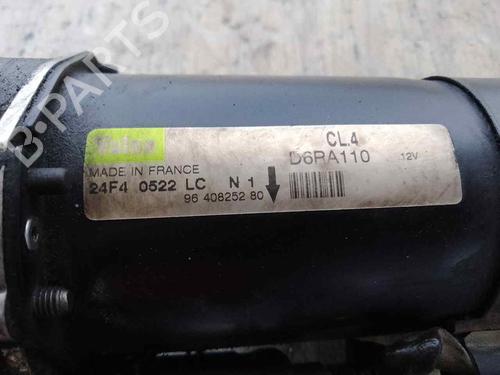 B-PARTS
Valeo
CL.4
MADE IN FRANCE
D6RA110 12V
24F4 0522 LC N 1
96 408252 80